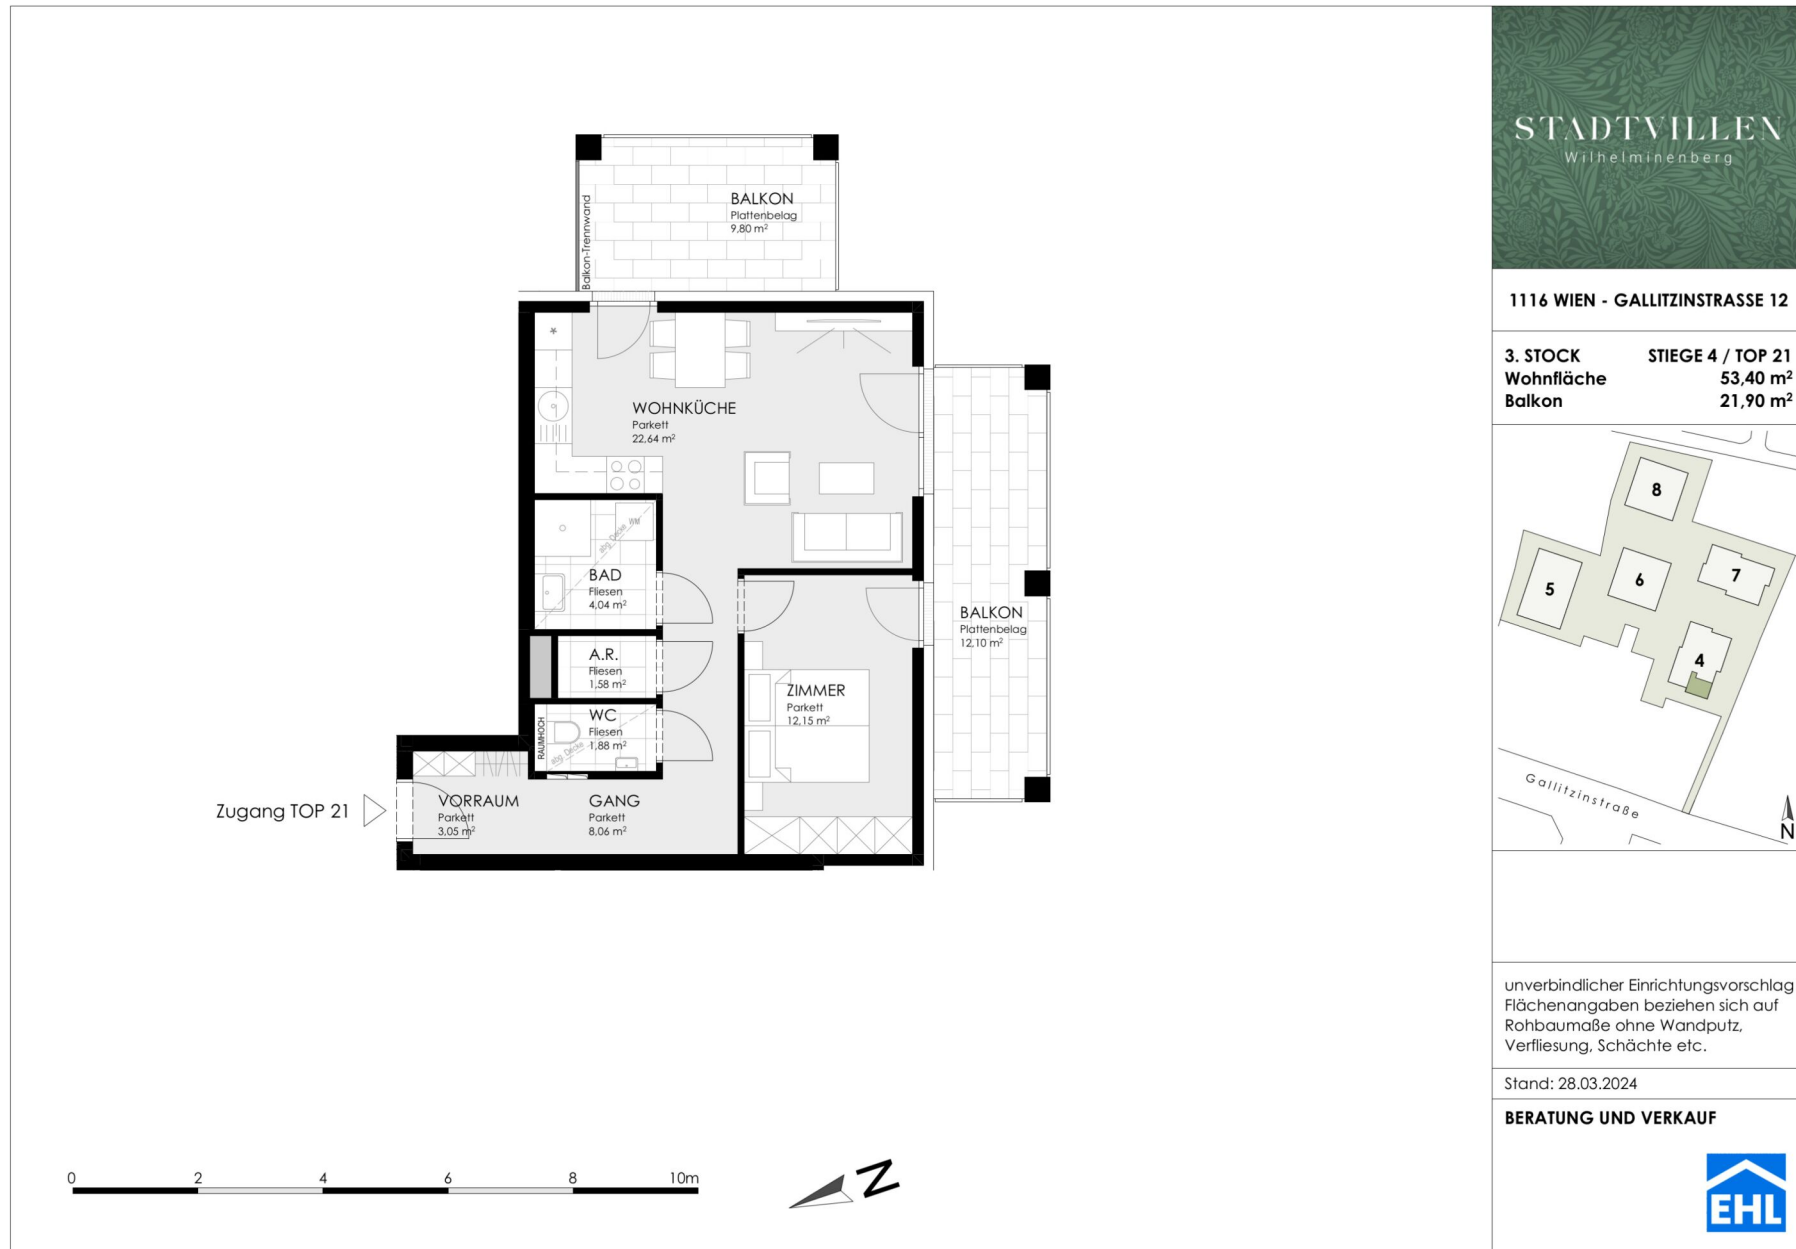 STADTVILLEN
Wilhelminenberg
1116 WIEN - GALLITZINSTRASSE 12
3. STOCK STIEGE 4 / TOP 21
Wohnfläche 53,40 m²
Balkon 21,90 m²
8
5
6
7
4
Gallitzinstraße
N
unverbindlicher Einrichtungsvorschlag
Flächenangaben beziehen sich auf
Rohbaumaße ohne Wandputz,
Verfliesung, Schächte etc.
Stand: 28.03.2024
BERATUNG UND VERKAUF
EHL
BALKON
Plattenbelag
9,80 m²
Balkon-Trennwand
WOHNKÜCHE
Parkett
22,64 m²
abg. Decke
WM
BAD
Fliesen
4,04 m²
A.R.
Fliesen
1,58 m²
WC
Fliesen
1,88 m²
RAUMHOCH
abg. Decke
BALKON
Plattenbelag
12,10 m²
ZIMMER
Parkett
12,15 m²
Zugang TOP 21
VORRAUM
Parkett
3,05 m²
GANG
Parkett
8,06 m²
0 2 4 6 8 10m
N